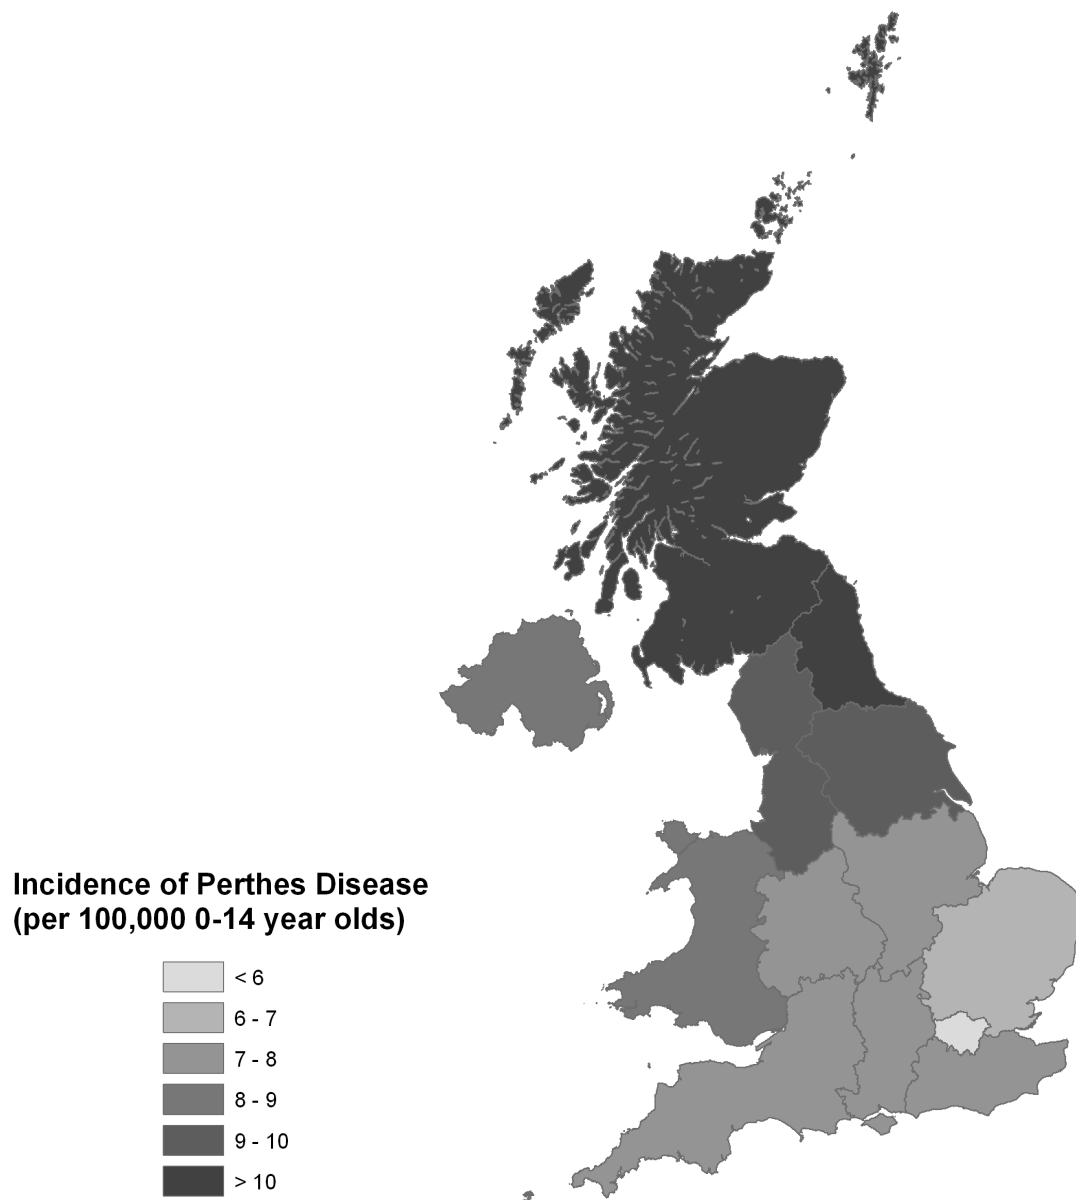 Incidence of Perthes Disease
(per 100,000 0-14 year olds)
< 6
6 - 7
7 - 8
8 - 9
9 - 10
> 10